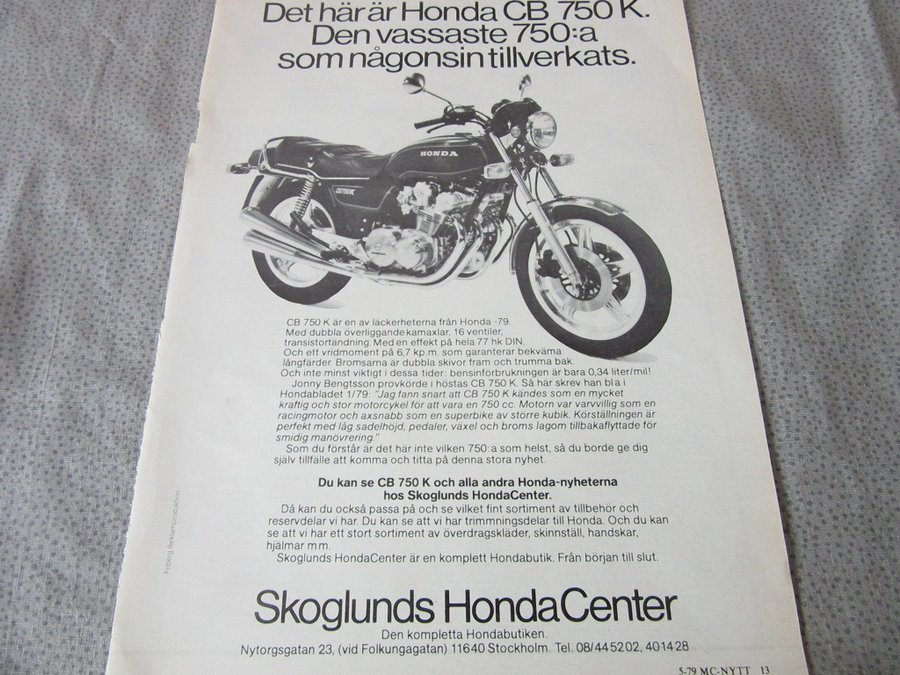 Det här är Honda CB 750 K.
Den vassaste 750:a
som någonsin tillverkats.
HONDA
CB 750 K är en av läckerheterna från Honda -79.
Med dubbla överliggande kamaxlar, 16 ventiler,
transistortändning. Med en effekt på hela 77 hk DIN.
Och ett vridmoment på 6,7 kp.m. som garanterar bekväma
långfärder. Bromsarna är dubbla skivor fram och trumma bak.
Och inte minst viktigt i dessa tider: bensinförbrukningen är bara 0,34 liter/mil!
Jonny Bengtsson provkörde i höstas CB 750 K. Så här skrev han bl a i
Hondabladet 1/79: "Jag fann snart att CB 750 K kändes som en mycket
kraftig och stor motorcykel för att vara en 750 cc. Motorn var varvvillig som en
racingmotor och axsnabb som en superbike av större kubik. Körställningen är
perfekt med låg sadelhöjd, pedaler, växel och broms lagom tillbakaflyttade för
smidig manövrering."
Som du förstår är det här inte vilken 750:a som helst, så du borde ge dig
själv tillfälle att komma och titta på denna stora nyhet.
Du kan se CB 750 K och alla andra Honda-nyheterna
hos Skoglunds HondaCenter.
Då kan du också passa på och se vilket fint sortiment av tillbehör och
reservdelar vi har. Du kan se att vi har trimmningsdelar till Honda. Och du kan
se att vi har ett stort sortiment av överdragskläder, skinnställ, handskar,
hjälmar m m.
Skoglunds HondaCenter är en komplett Hondabutik. Från början till slut.
Skoglunds HondaCenter
Den kompletta Hondabutiken.
Nytorgsgatan 23, (vid Folkungagatan) 11640 Stockholm. Tel. 08/44 52 02, 40 14 28
5-79 MC-NYTT 13